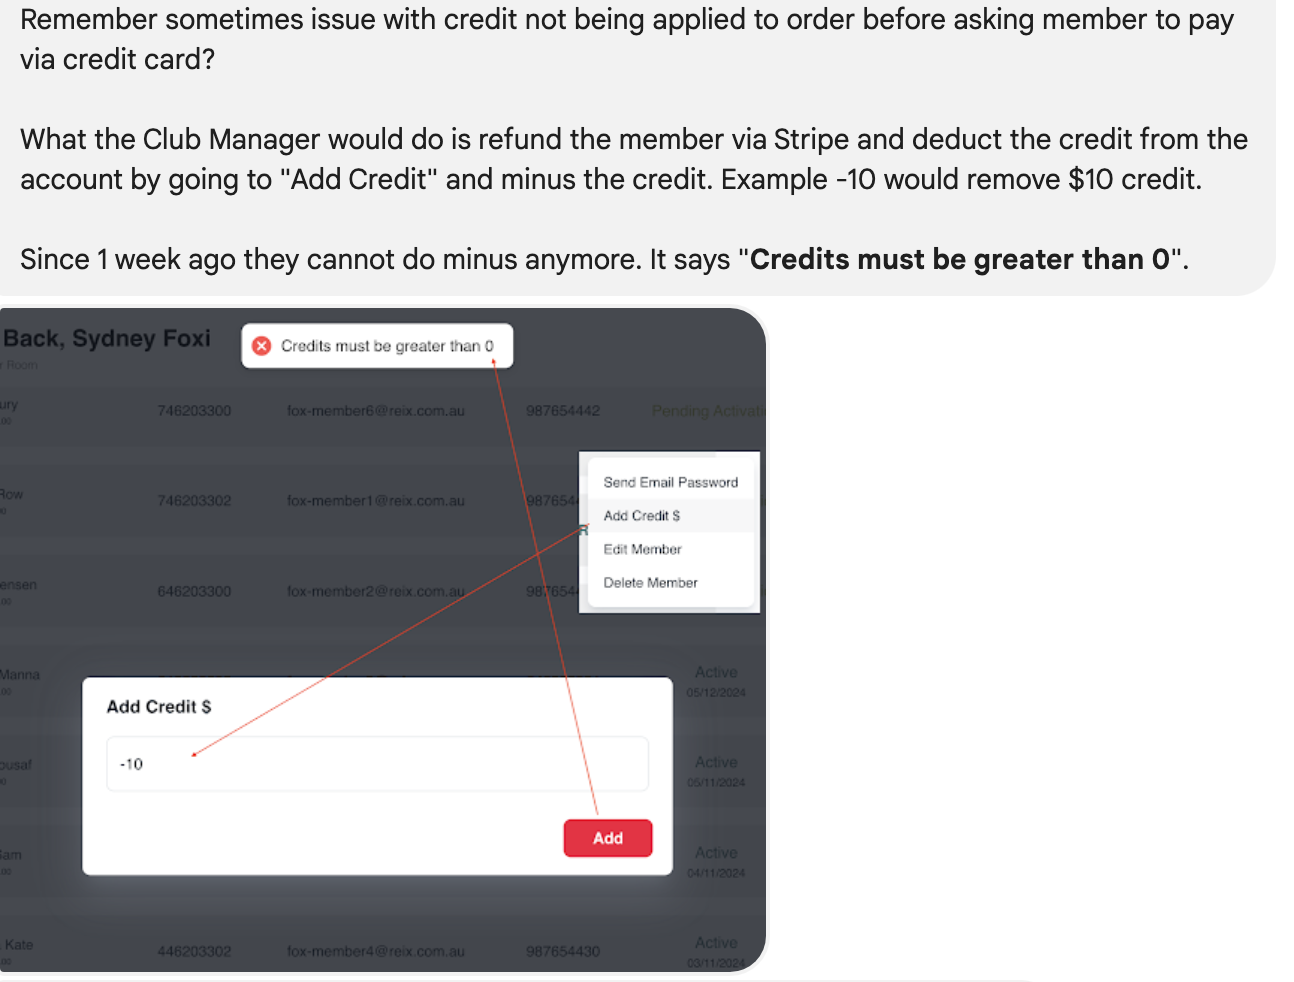 Remember sometimes issue with credit not being applied to order before asking member to pay
via credit card?
What the Club Manager would do is refund the member via Stripe and deduct the credit from the
account by going to "Add Credit" and minus the credit. Example -10 would remove $10 credit.
Since 1 week ago they cannot do minus anymore. It says "Credits must be greater than 0".
Back, Sydney Foxi
Credits must be greater than 0
Room
ury
746203300 fox-member6@reix.com.au 987654442 Pending Activati
.00
Send Email Password
Row
746203302 fox-member1@reix.com.au 987654
Add Credit $
R
Edit Member
Delete Member
ensen
646203300 fox-member2@reix.com.au 987654
.00
Manna
Active
.00
05/12/2024
Add Credit $
-10
ousaf
Active
05/11/2024
Add
Sam
Active
.00
04/11/2024
Kate
446203302 fox-member4@reix.com.au 987654430 Active
.00
03/11/2024